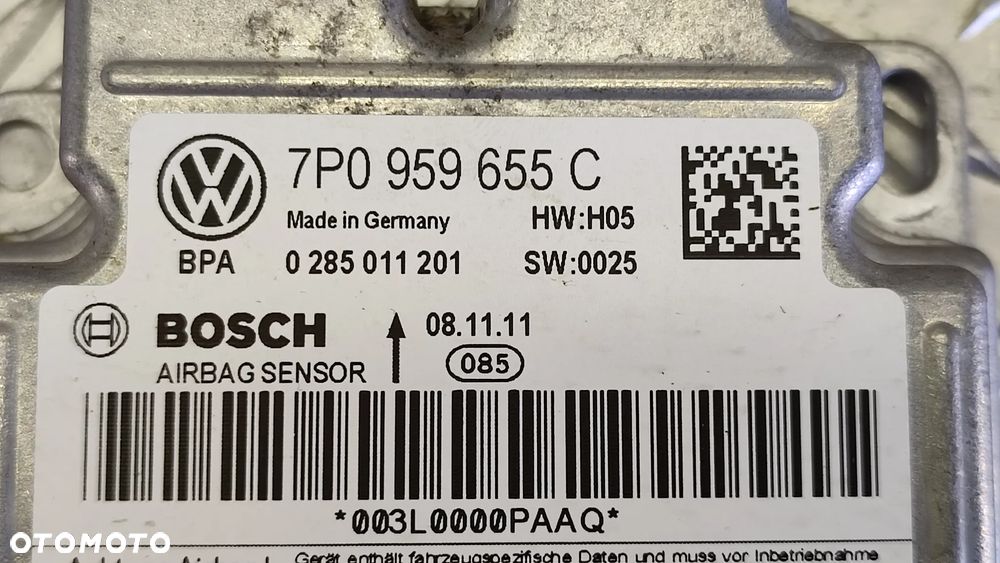 7P0 959 655 C
Made in Germany HW:H05
BPA 0 285 011 201 SW:0025
BOSCH 08.11.11
AIRBAG SENSOR 085
*003L0000PAAQ*
Gerät enthält fahrzeugspezifische Daten und muss vor Inbetriebnahme
OTOMOTO